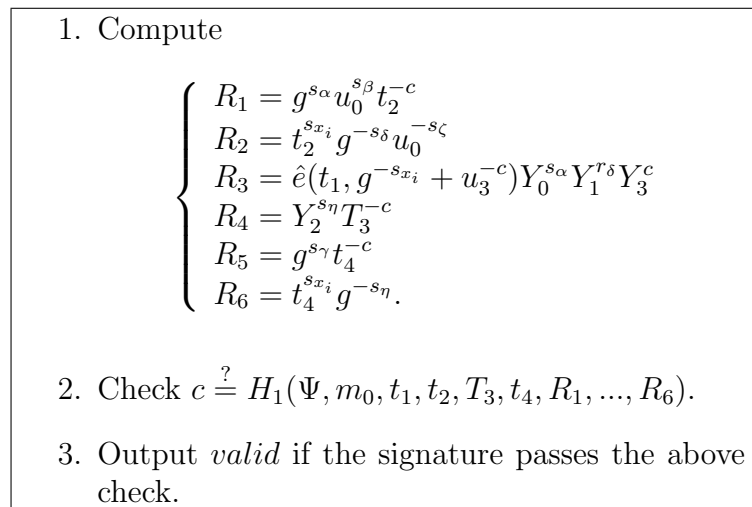 1. Compute
R_1 = g^{s_α} u_0^{s_β} t_2^{-c}
R_2 = t_2^{s_{x_i}} g^{-s_δ} u_0^{-s_ζ}
R_3 = ê(t_1, g^{-s_{x_i}} + u_3^{-c}) Y_0^{s_α} Y_1^{r_δ} Y_3^c
R_4 = Y_2^{s_η} T_3^{-c}
R_5 = g^{s_γ} t_4^{-c}
R_6 = t_4^{s_{x_i}} g^{-s_η}.
2. Check c ≟ H_1(Ψ, m_0, t_1, t_2, T_3, t_4, R_1, ..., R_6).
3. Output valid if the signature passes the above
check.